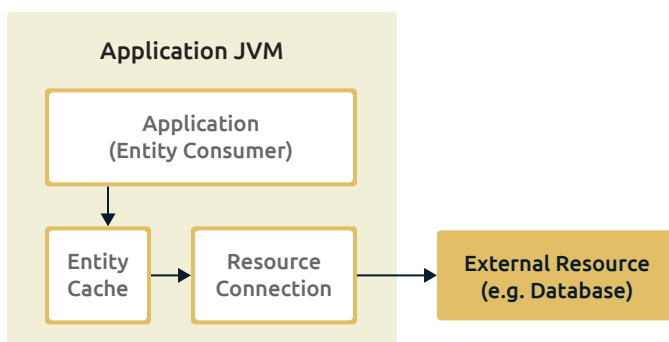 Application JVM
Application
(Entity Consumer)
Entity
Cache
Resource
Connection
External Resource
(e.g. Database)